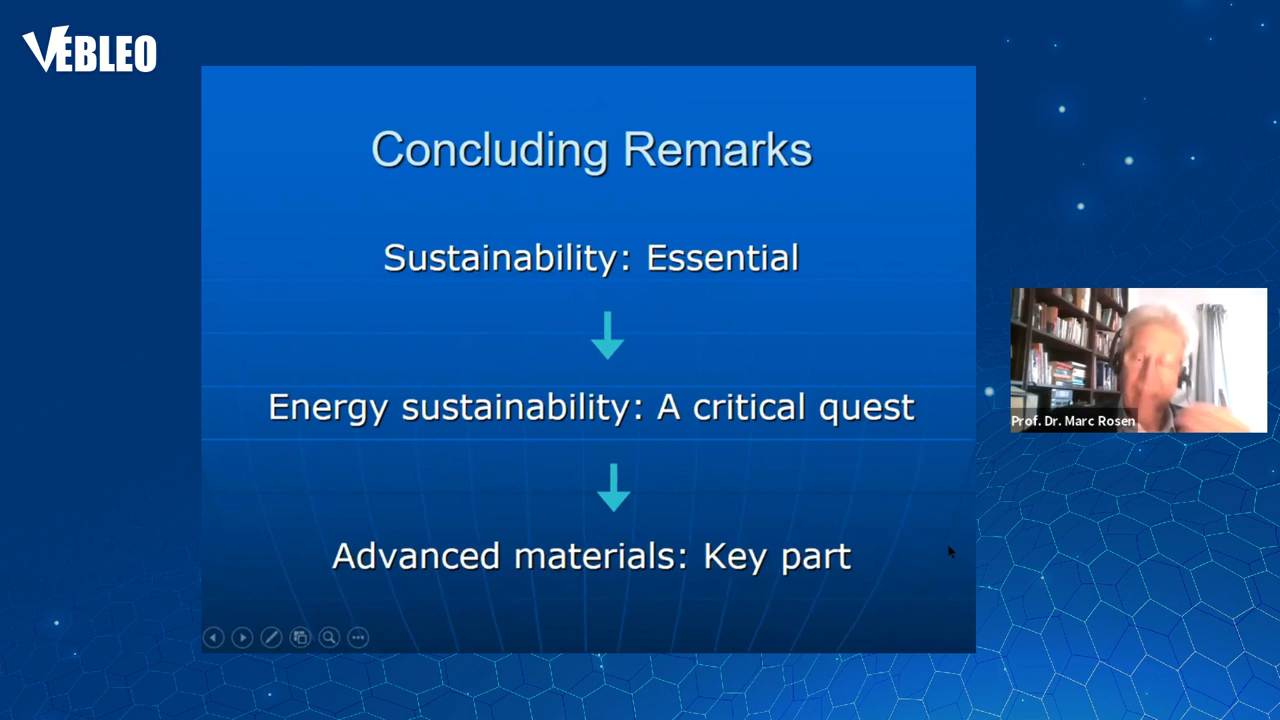 VEBLEO
Concluding Remarks
Sustainability: Essential
Energy sustainability: A critical quest
Advanced materials: Key part
Prof. Dr. Marc Rosen